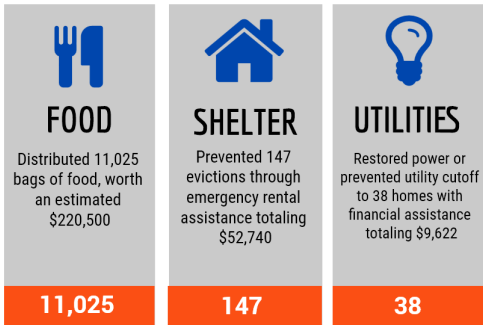 FOOD
Distributed 11,025
bags of food, worth
an estimated
$220,500
11,025
SHELTER
Prevented 147
evictions through
emergency rental
assistance totaling
$52,740
147
UTILITIES
Restored power or
prevented utility cutoff
to 38 homes with
financial assistance
totaling $9,622
38